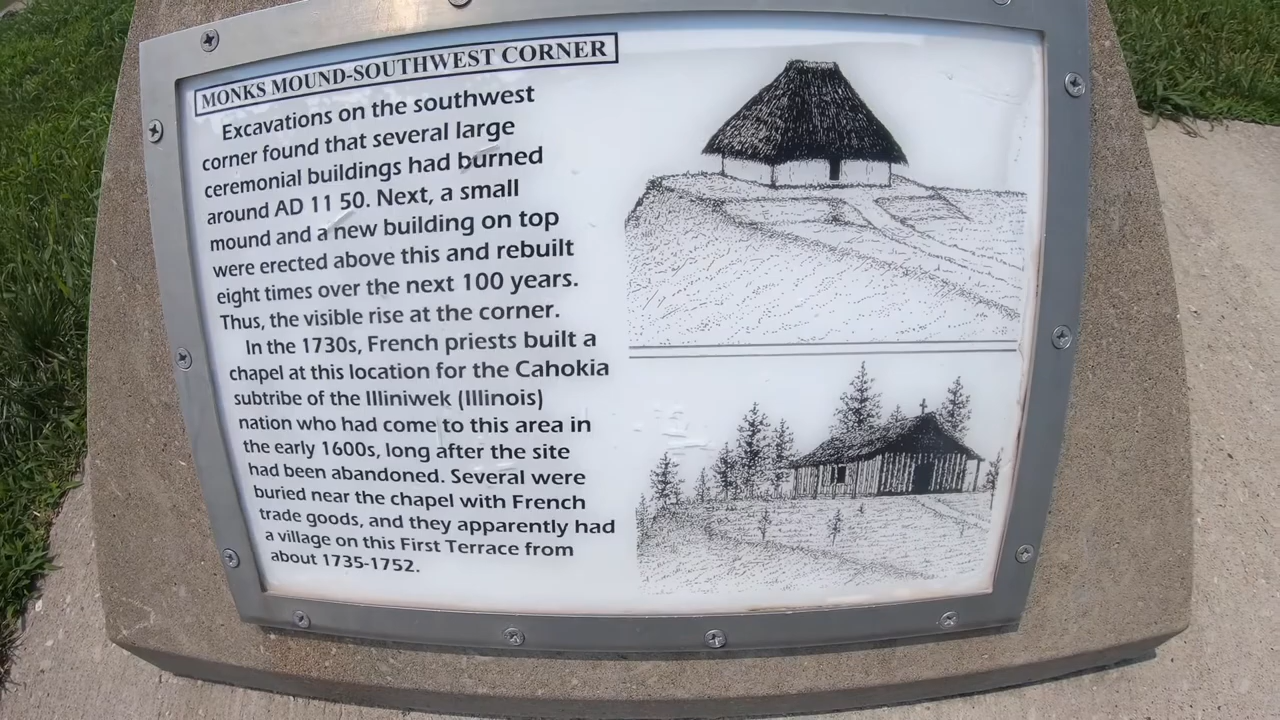 MONKS MOUND-SOUTHWEST CORNER
Excavations on the southwest
corner found that several large
ceremonial buildings had burned
around AD 11 50. Next, a small
mound and a new building on top
were erected above this and rebuilt
eight times over the next 100 years.
Thus, the visible rise at the corner.
In the 1730s, French priests built a
chapel at this location for the Cahokia
subtribe of the Illiniwek (Illinois)
nation who had come to this area in
the early 1600s, long after the site
had been abandoned. Several were
buried near the chapel with French
trade goods, and they apparently had
a village on this First Terrace from
about 1735-1752.